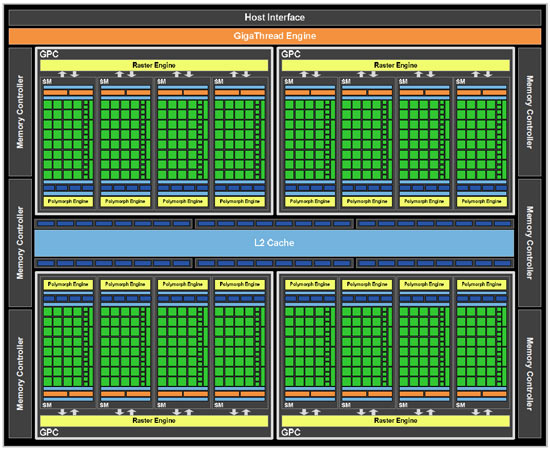 Host Interface
GigaThread Engine
GPC
GPC
Raster Engine
Raster Engine
SM
SM
SM
SM
SM
SM
SM
SM
Memory Controller
Memory Controller
Polymorph Engine
Polymorph Engine
Polymorph Engine
Polymorph Engine
Polymorph Engine
Polymorph Engine
Polymorph Engine
Polymorph Engine
Memory Controller
L2 Cache
Memory Controller
Polymorph Engine
Polymorph Engine
Polymorph Engine
Polymorph Engine
Polymorph Engine
Polymorph Engine
Polymorph Engine
Polymorph Engine
Memory Controller
Memory Controller
SM
SM
SM
SM
SM
SM
SM
SM
Raster Engine
Raster Engine
GPC
GPC